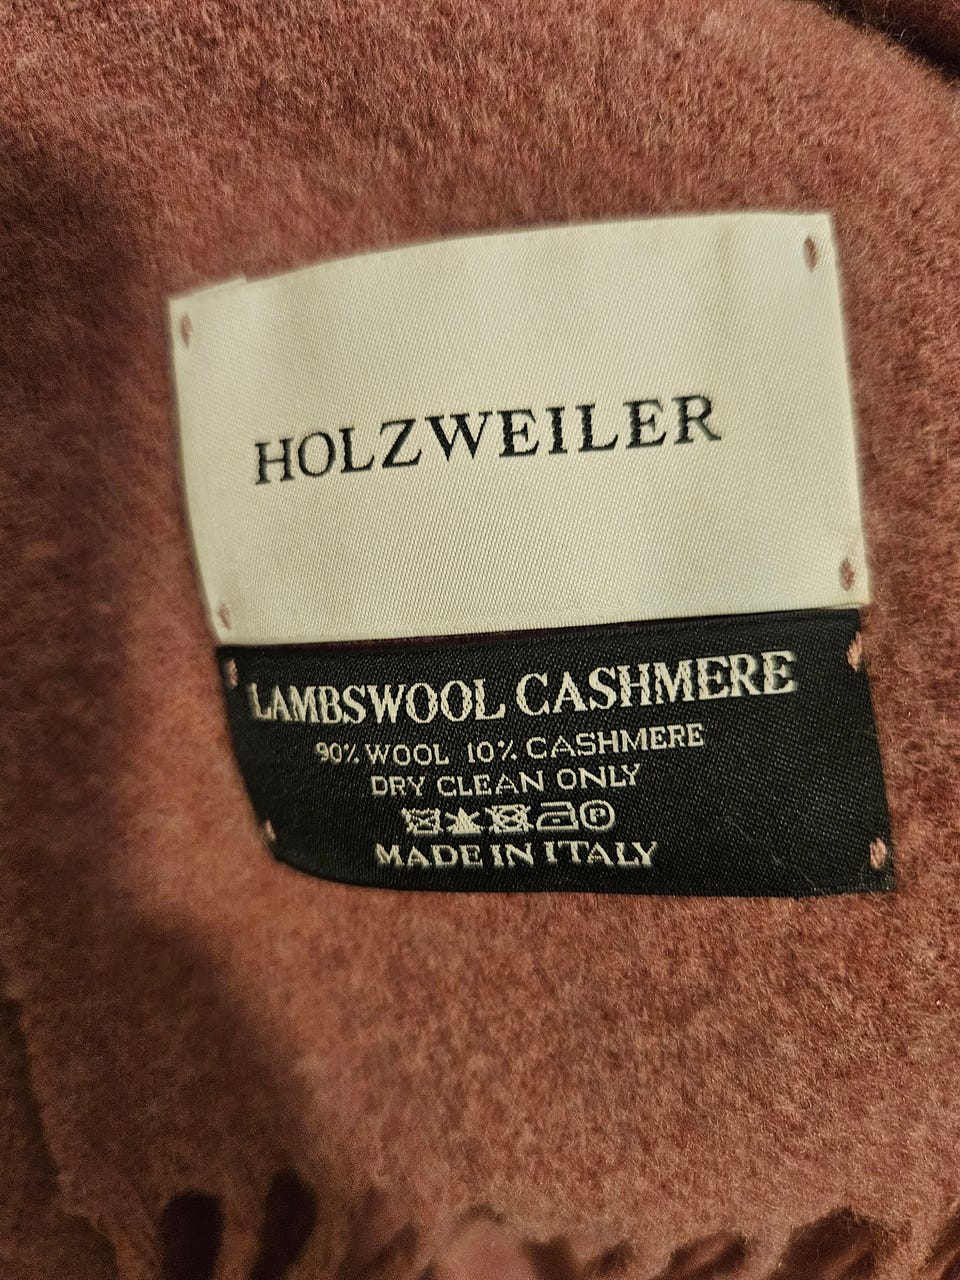 HOLZWEILER
LAMBSWOOL CASHMERE
90% WOOL 10% CASHMERE
DRY CLEAN ONLY
P
MADE IN ITALY